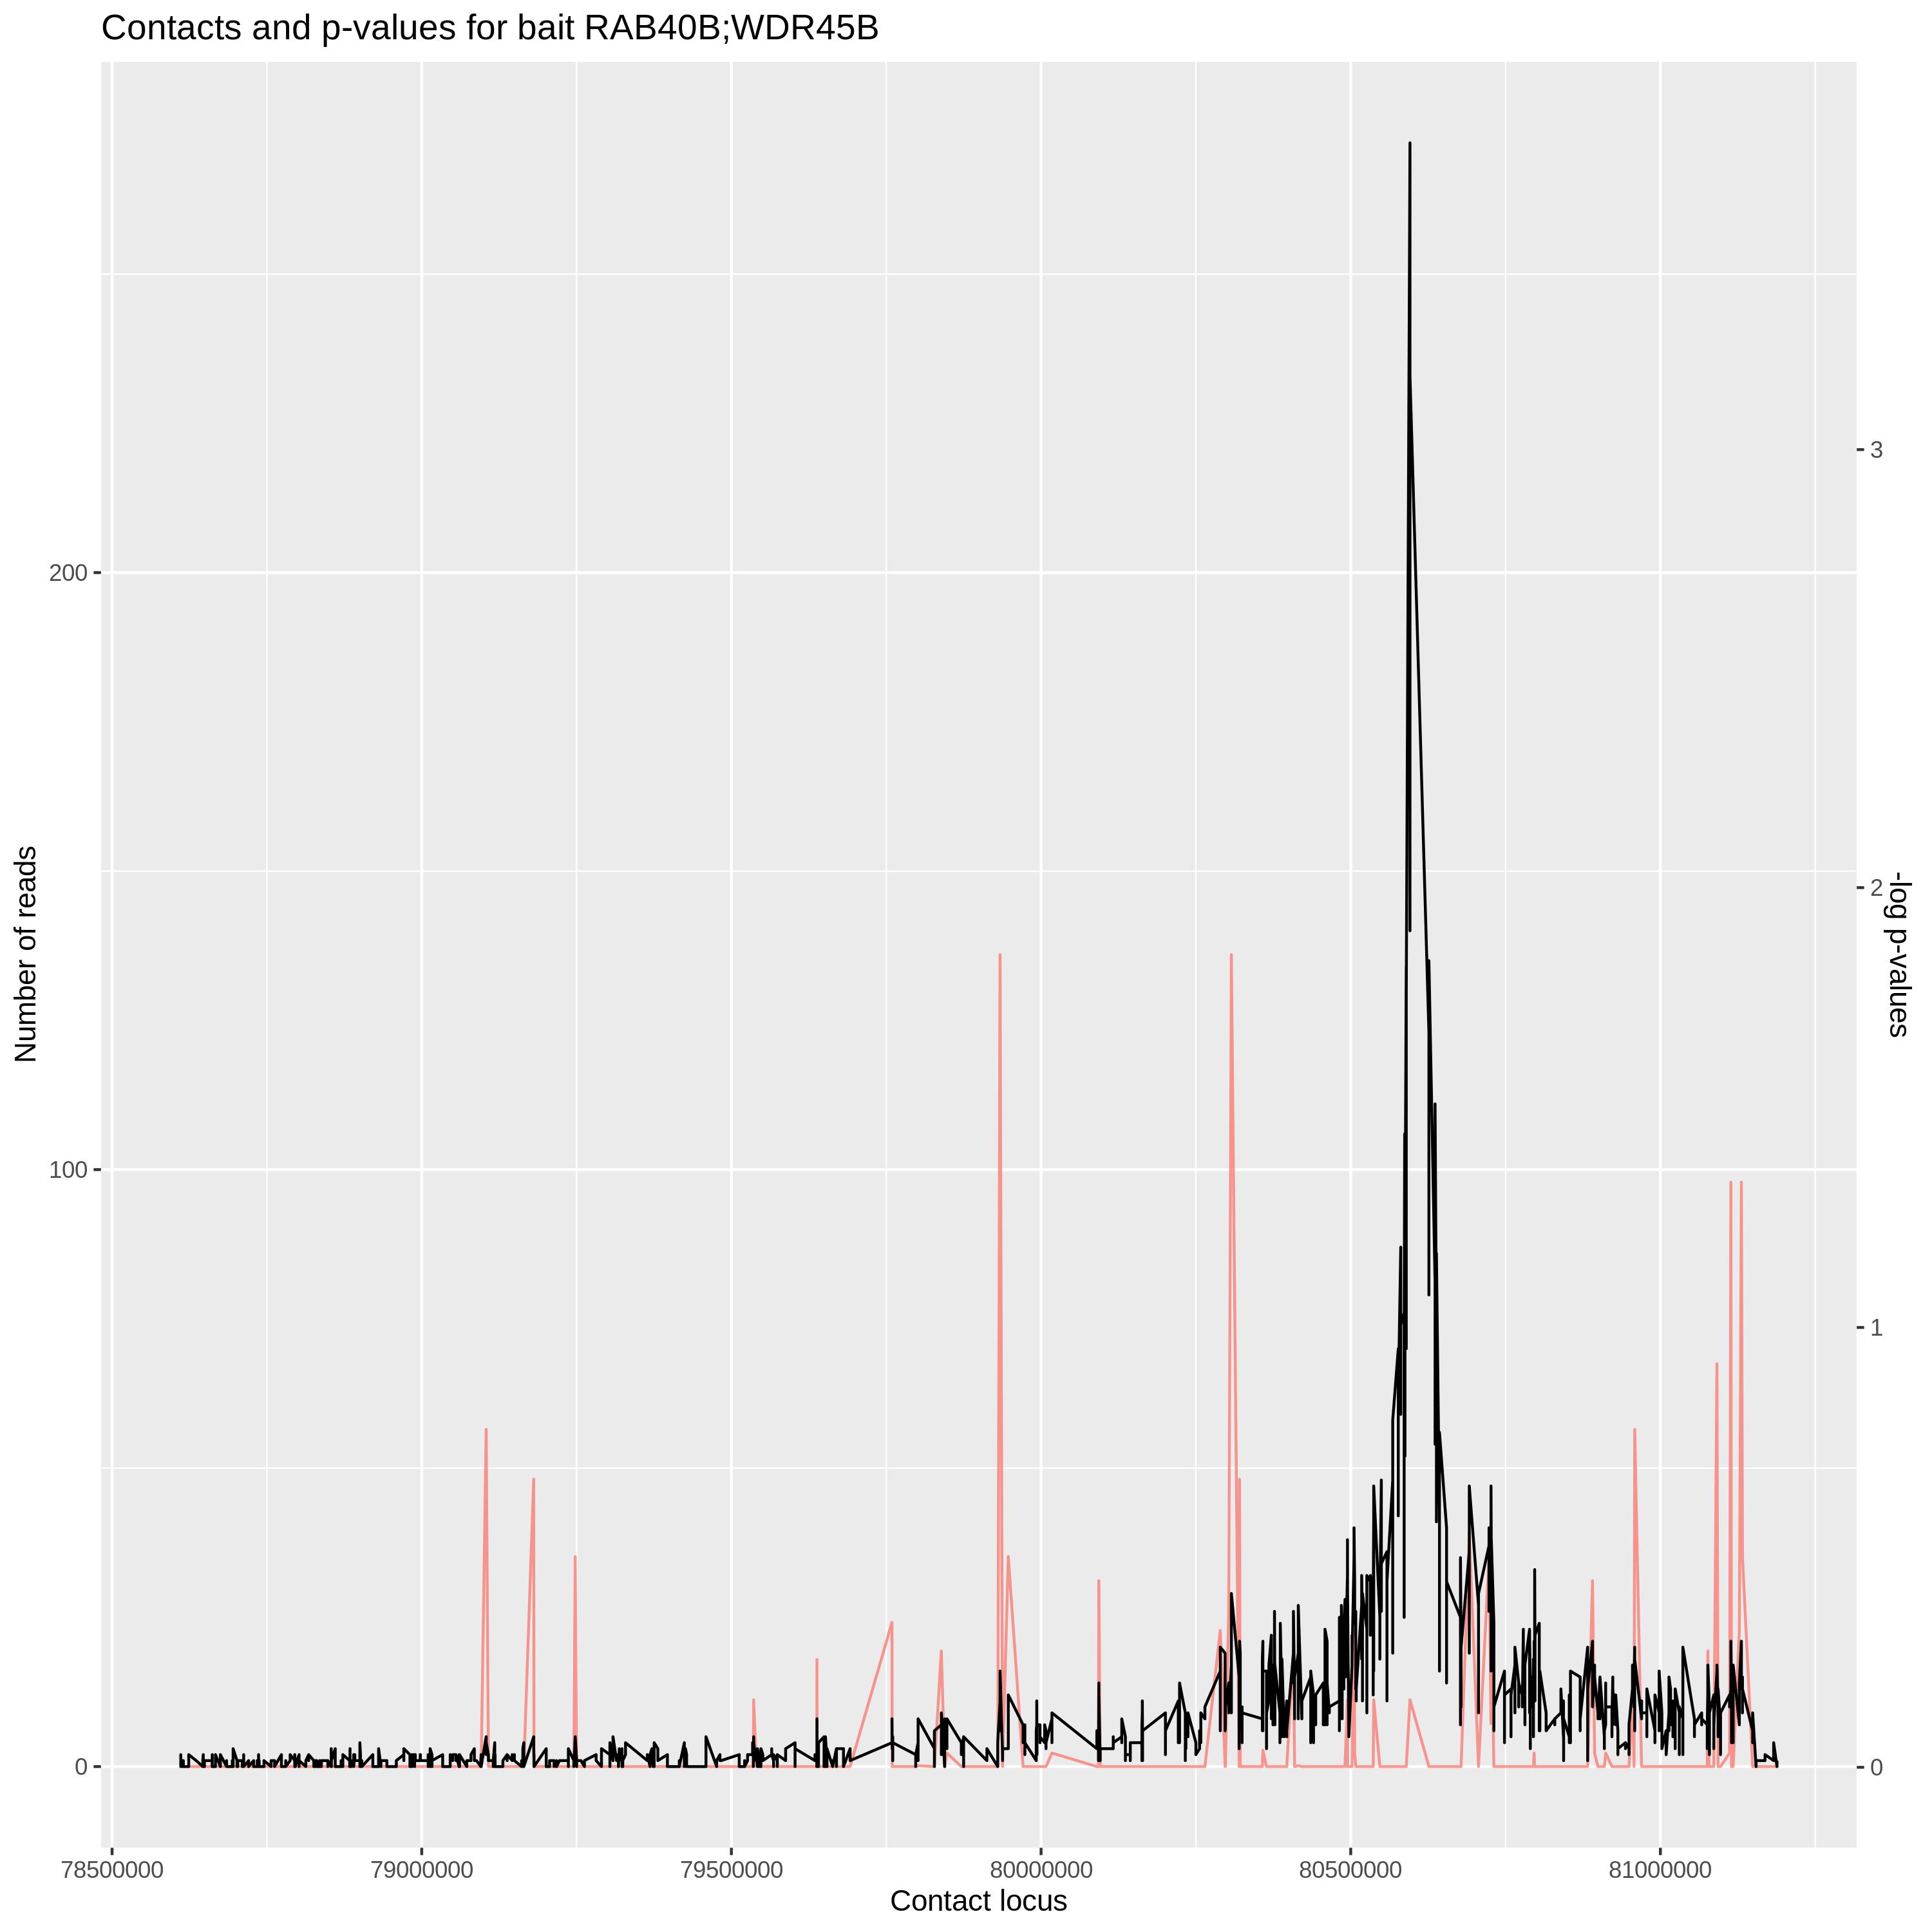 Contacts and p-values for bait RAB40B;WDR45B
200
100
0
Number of reads
3
2
1
0
-log p-values
78500000 79000000 79500000 80000000 80500000 81000000
Contact locus